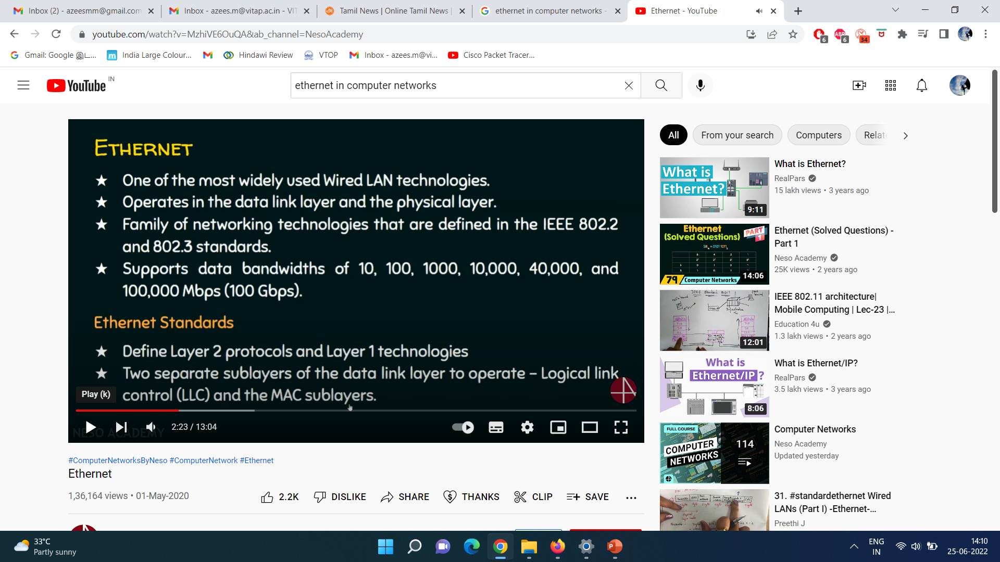 Inbox (2) - azeesmm@gmail.com
Inbox - azees.m@vitap.ac.in - VIT
Tamil News | Online Tamil News |
ethernet in computer networks -
Ethernet - YouTube
youtube.com/watch?v=MzhiVE6OuQA&ab_channel=NesoAcademy
6
ABP
6
34
Gmail: Google இட...
m
India Large Colour...
Hindawi Review
VTOP
Inbox - azees.m@vi...
Cisco Packet Tracer...
YouTube
IN
ethernet in computer networks
ETHERNET
★ One of the most widely used Wired LAN technologies.
★ Operates in the data link layer and the physical layer.
★ Family of networking technologies that are defined in the IEEE 802.2
and 802.3 standards.
★ Supports data bandwidths of 10, 100, 1000, 10,000, 40,000, and
100,000 Mbps (100 Gbps).
Ethernet Standards
★ Define Layer 2 protocols and Layer 1 technologies
★ Two separate sublayers of the data link layer to operate – Logical link
control (LLC) and the MAC sublayers.
Play (k)
2:23 / 13:04
NESO ACADEMY
#ComputerNetworksByNeso #ComputerNetwork #Ethernet
Ethernet
1,36,164 views • 01-May-2020
2.2K
DISLIKE
SHARE
THANKS
CLIP
SAVE
All
From your search
Computers
Relate
What is
Ethernet?
9:11
What is Ethernet?
RealPars
15 lakh views • 3 years ago
Ethernet
(Solved Questions)
PART
1
79
Computer Networks
14:06
Ethernet (Solved Questions) -
Part 1
Neso Academy
25K views • 2 years ago
IEEE Standard 802.11
12:01
IEEE 802.11 architecture|
Mobile Computing | Lec-23 |...
Education 4u
1.3 lakh views • 2 years ago
What is
Ethernet/IP ?
8:06
What is Ethernet/IP?
RealPars
3.5 lakh views • 3 years ago
FULL COURSE
COMPUTER
NETWORKS
114
Computer Networks
Neso Academy
Updated yesterday
31. #standardethernet Wired
LANs (Part I) -Ethernet-...
Preethi J
33°C
Partly sunny
ENG
IN
14:10
25-06-2022